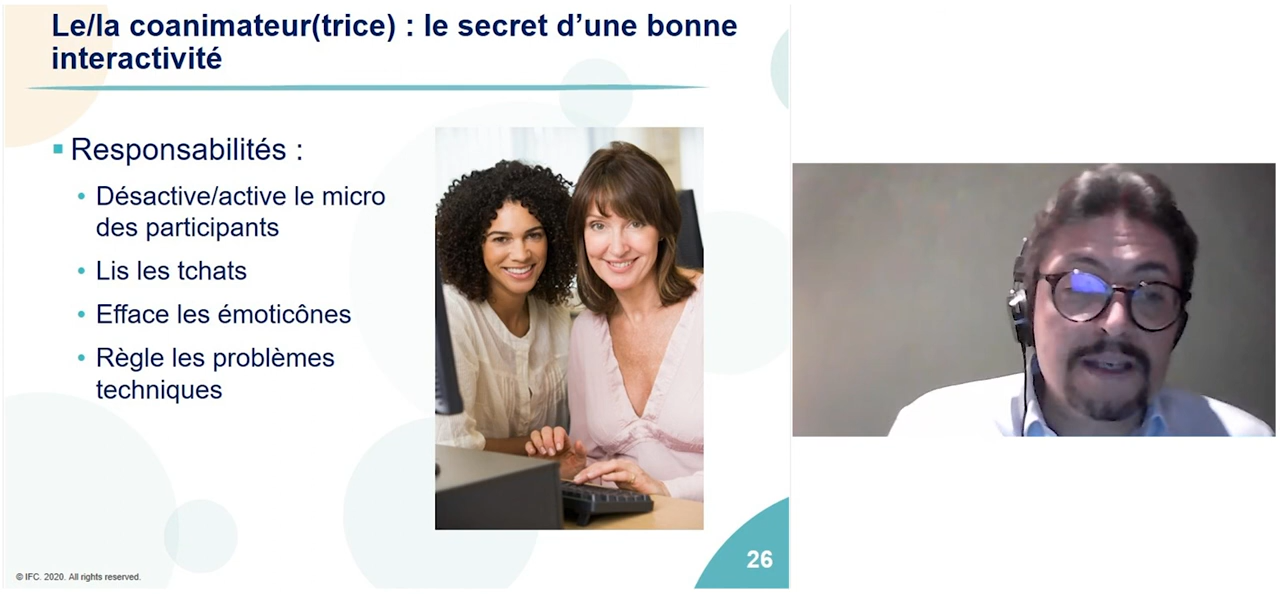 Le/la coanimateur(trice) : le secret d’une bonne
interactivité
Responsabilités :
Désactive/active le micro
des participants
Lis les tchats
Efface les émoticônes
Règle les problèmes
techniques
26
© IFC. 2020. All rights reserved.